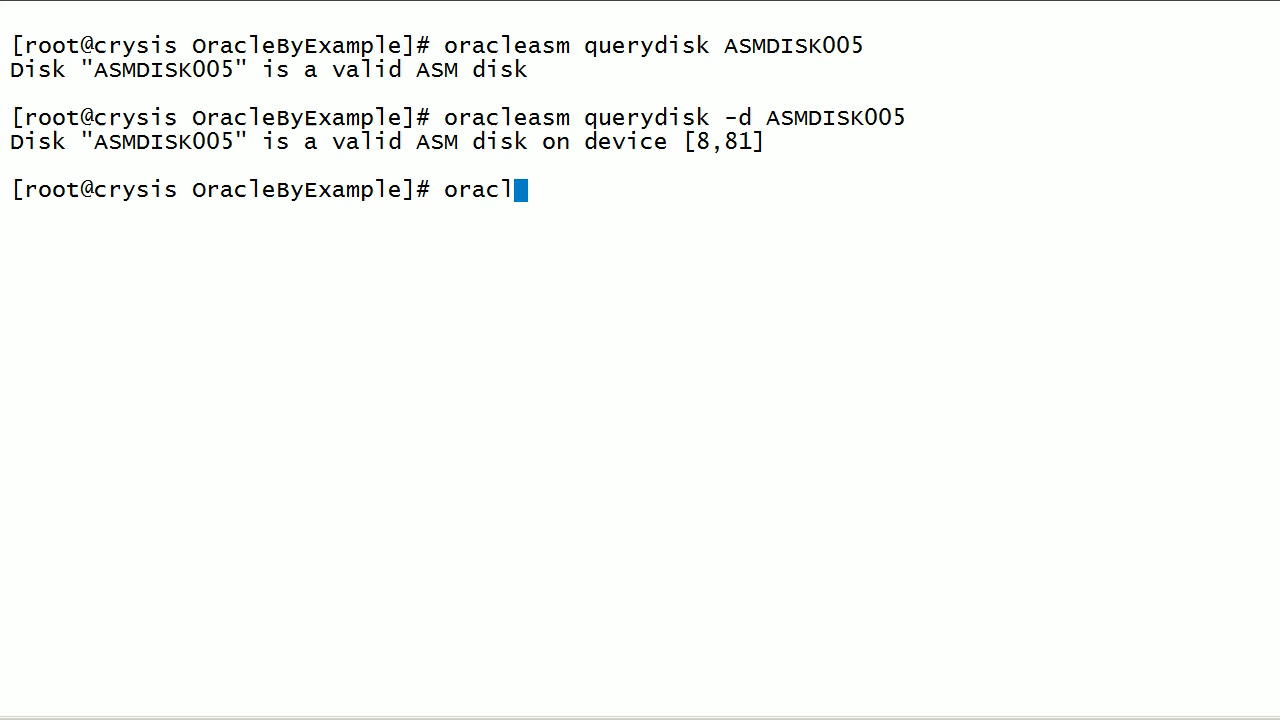 [root@crysis OracleByExample]# oracleasm querydisk ASMDISK005
Disk "ASMDISK005" is a valid ASM disk
[root@crysis OracleByExample]# oracleasm querydisk -d ASMDISK005
Disk "ASMDISK005" is a valid ASM disk on device [8,81]
[root@crysis OracleByExample]# oracl